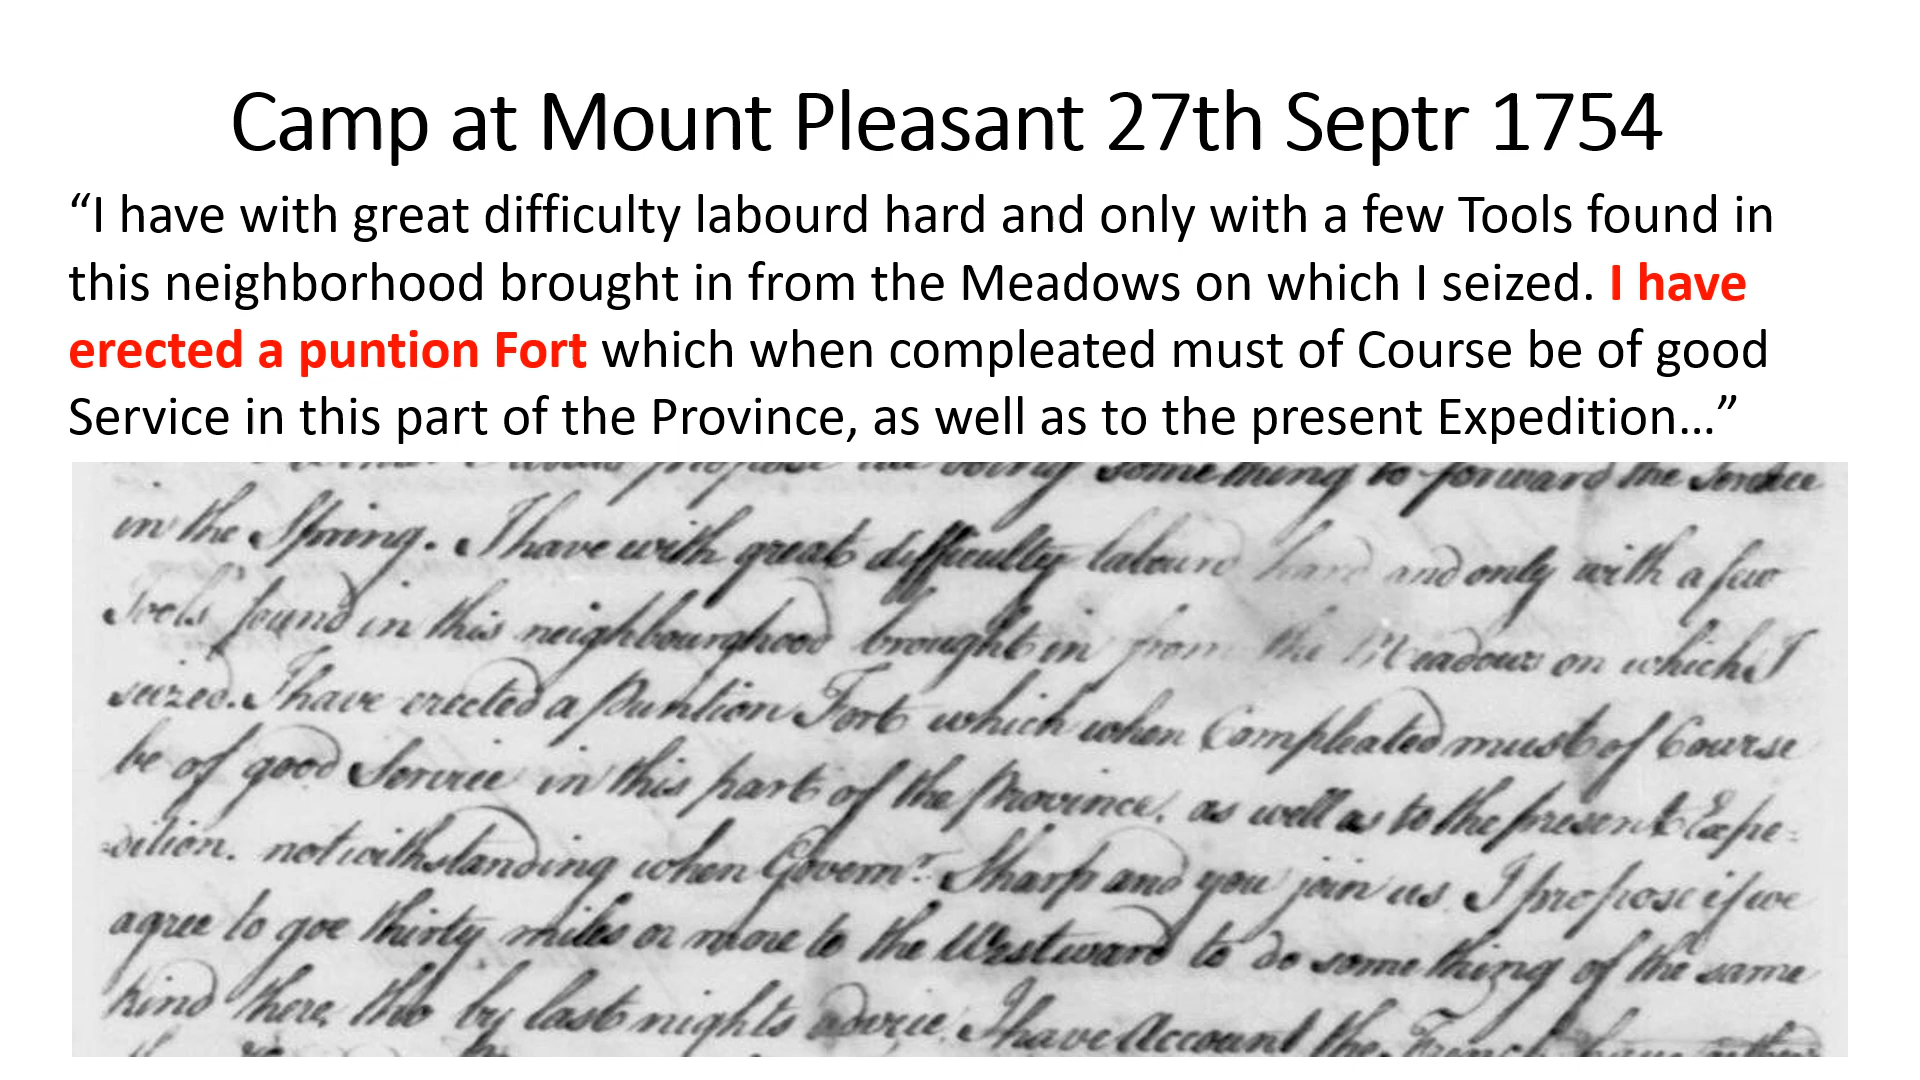 Camp at Mount Pleasant 27th Septr 1754
“I have with great difficulty labourd hard and only with a few Tools found in
this neighborhood brought in from the Meadows on which I seized. I have
erected a puntion Fort which when compleated must of Course be of good
Service in this part of the Province, as well as to the present Expedition…”
propose something to forward the Service
in the Spring. I have with great difficulty labourd hard and only with a few
Tools found in this neighbourghood brought in from the Meadows on which I
seized. I have erected a Puntion Fort which when Compleated must of Course
be of good Service in this part of the Province, as well as to the present Expe-
-dition. notwithstanding when Governr. Sharp and you join us I propose if we
agree to goe thirty miles or more to the Westward to do something of the same
kind there, tho by last nights advice, I have Account the French have